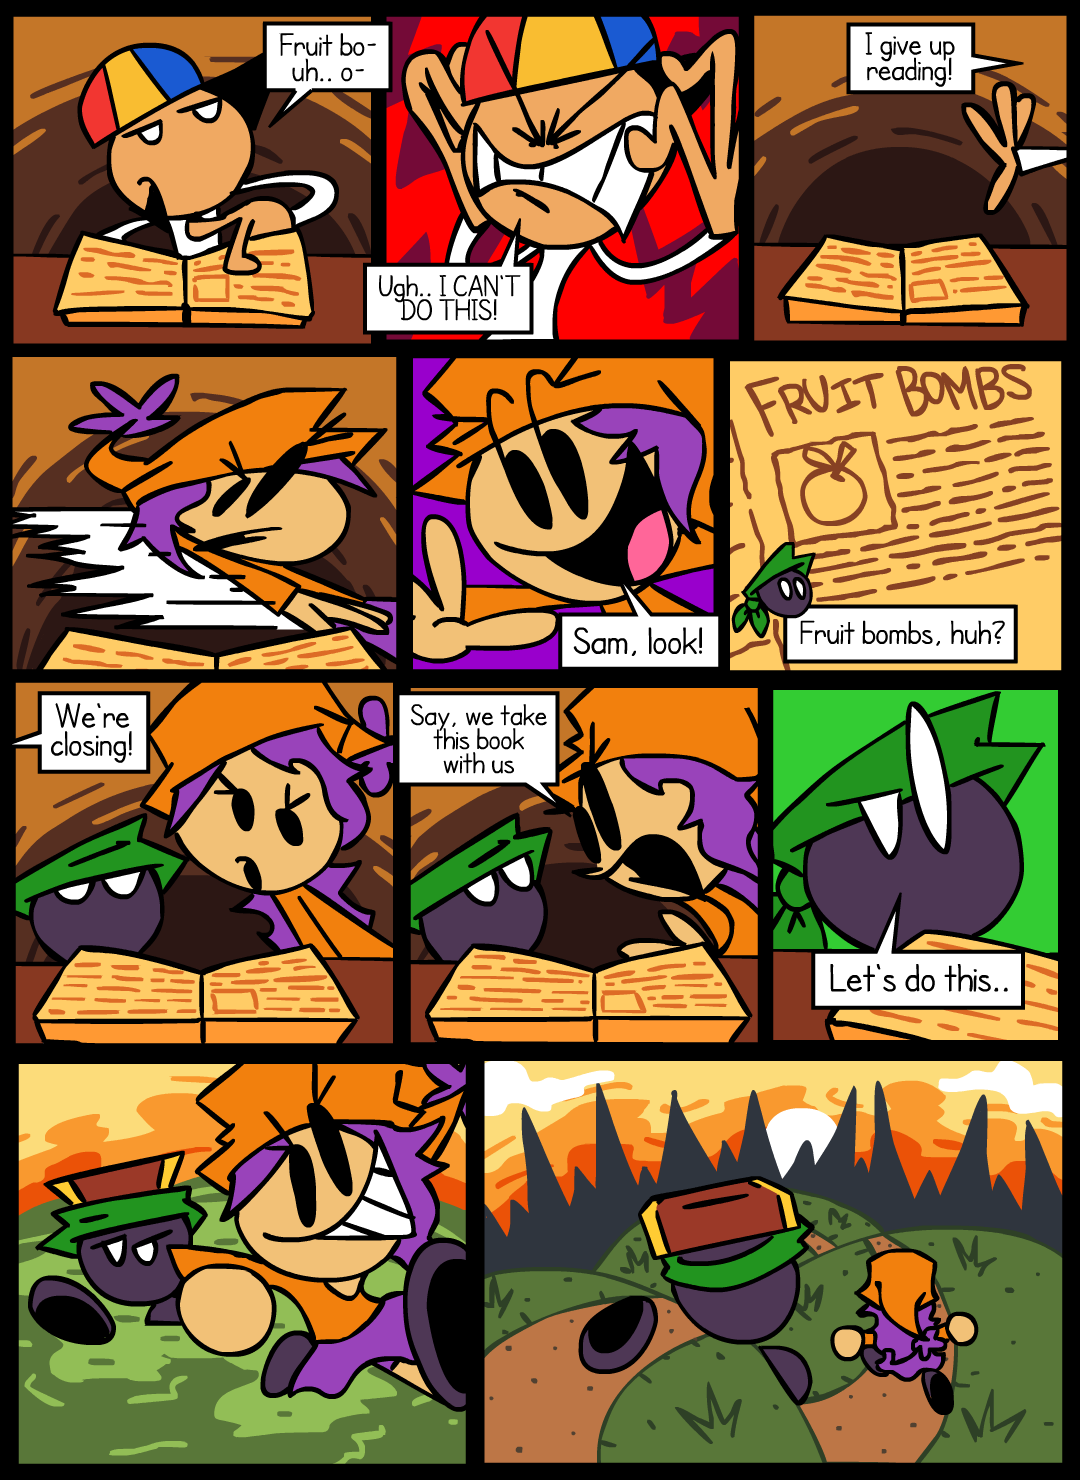 Fruit bo-
uh.. o-
Ugh.. I CAN'T
DO THIS!
I give up
reading!
Sam, look!
FRUIT BOMBS
Fruit bombs, huh?
We're
closing!
Say, we take
this book
with us
Let's do this..